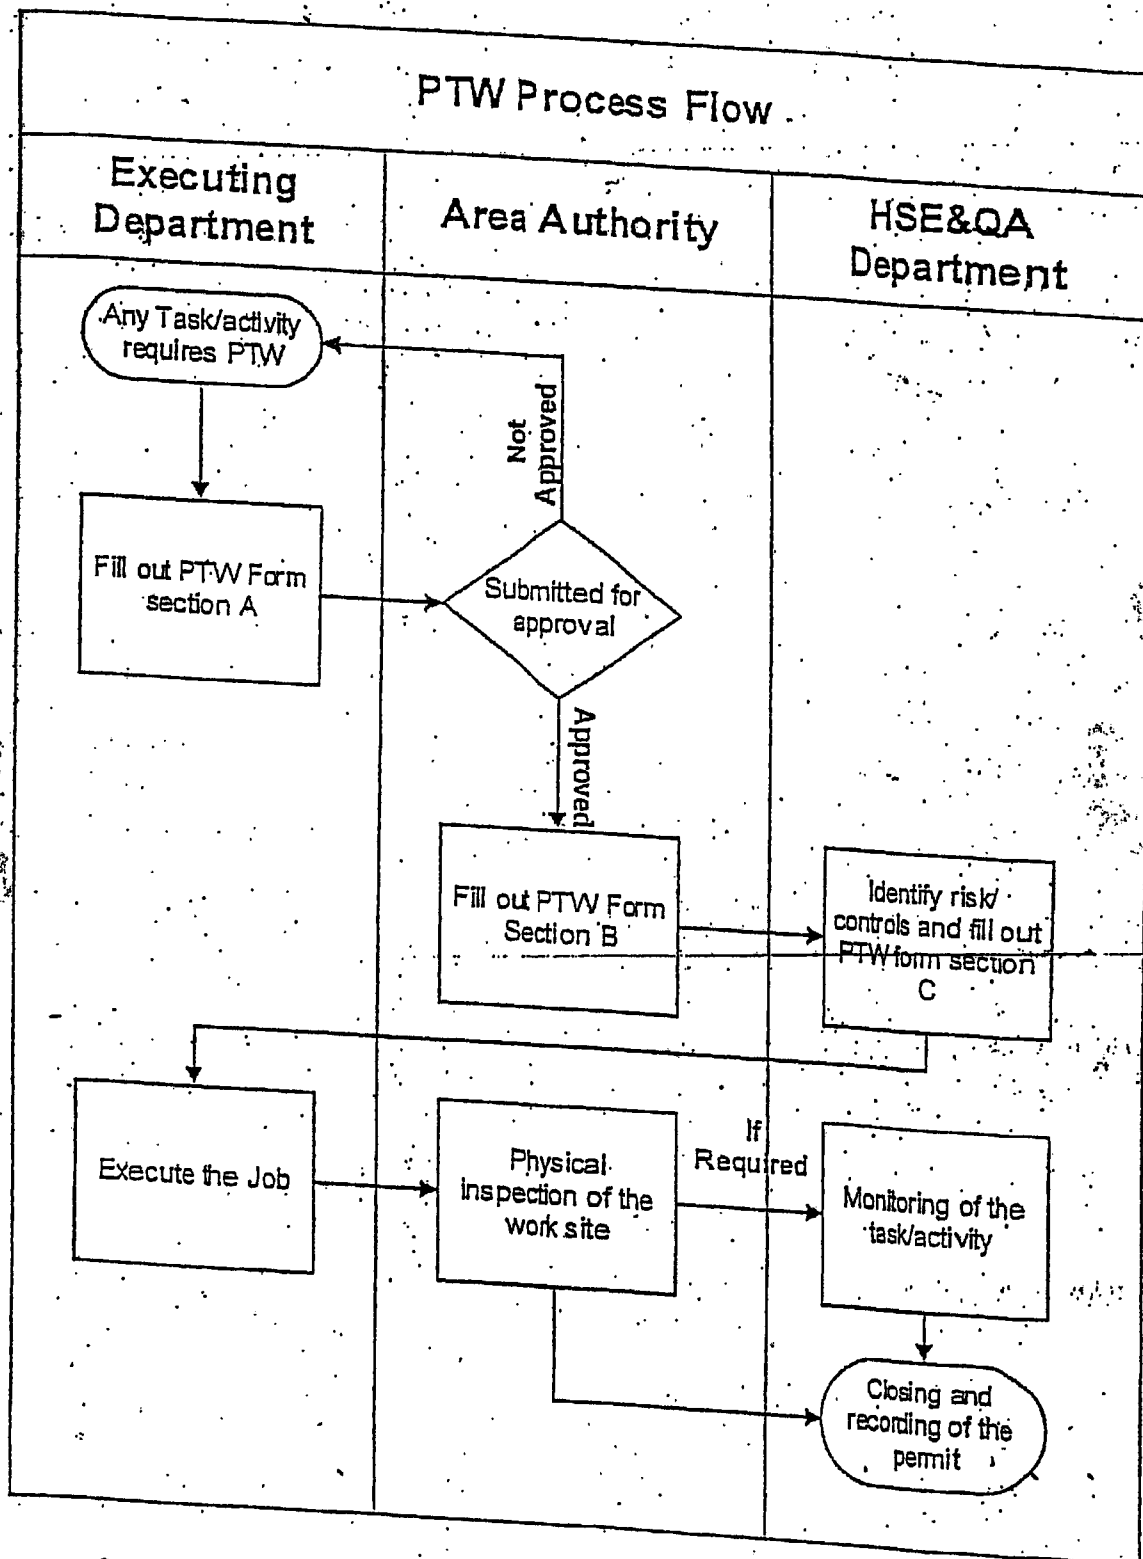 PTW Process Flow
Executing
Department
Area Authority
HSE&QA
Department
Any Task/activity
requires PTW
Not
Approved
Fill out PTW Form
section A
Submitted for
approval
Approved
Fill out PTW Form
Section B
Identify risk/
controls and fill out
PTW form section
C
Execute the Job
Physical
inspection of the
work site
If
Required
Monitoring of the
task/activity
Closing and
recording of the
permit